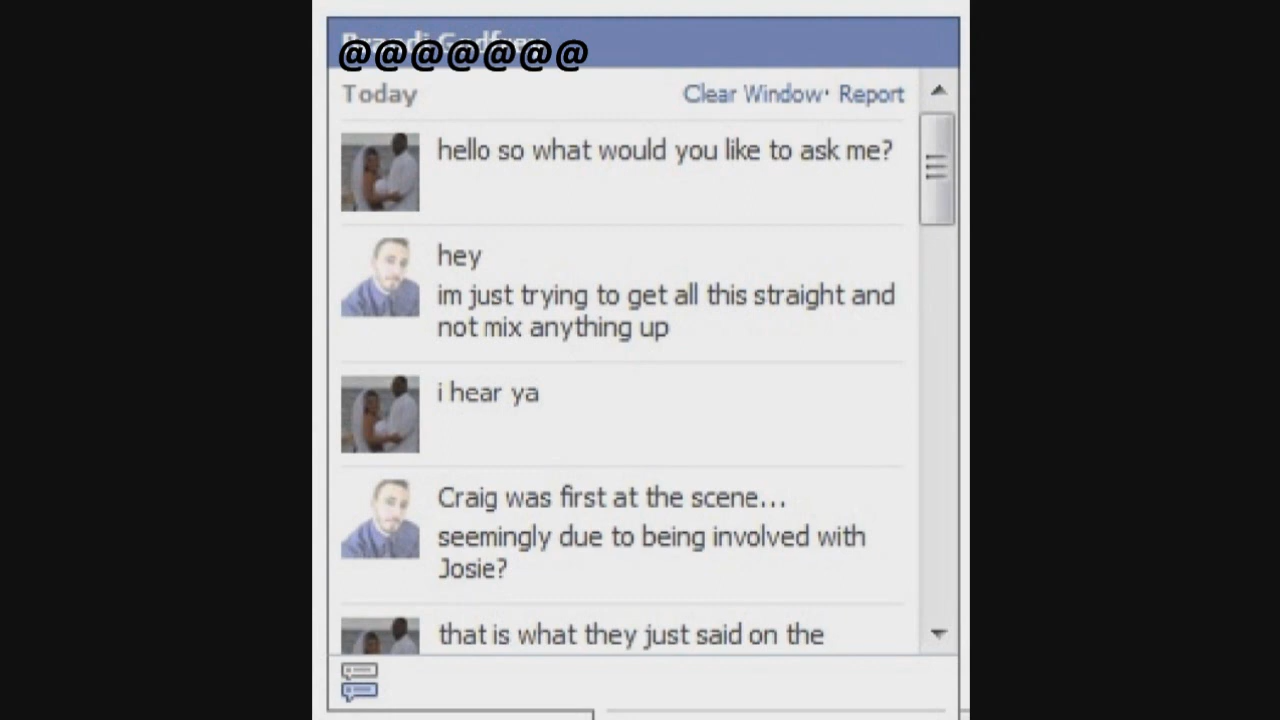 @@@@@@@
Today Clear Window· Report
hello so what would you like to ask me?
hey
im just trying to get all this straight and
not mix anything up
i hear ya
Craig was first at the scene...
seemingly due to being involved with
Josie?
that is what they just said on the